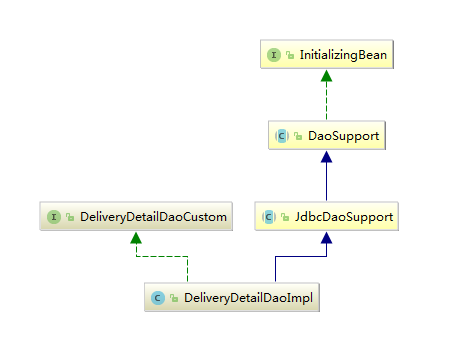 I InitializingBean
C DaoSupport
I DeliveryDetailDaoCustom
C JdbcDaoSupport
C DeliveryDetailDaoImpl